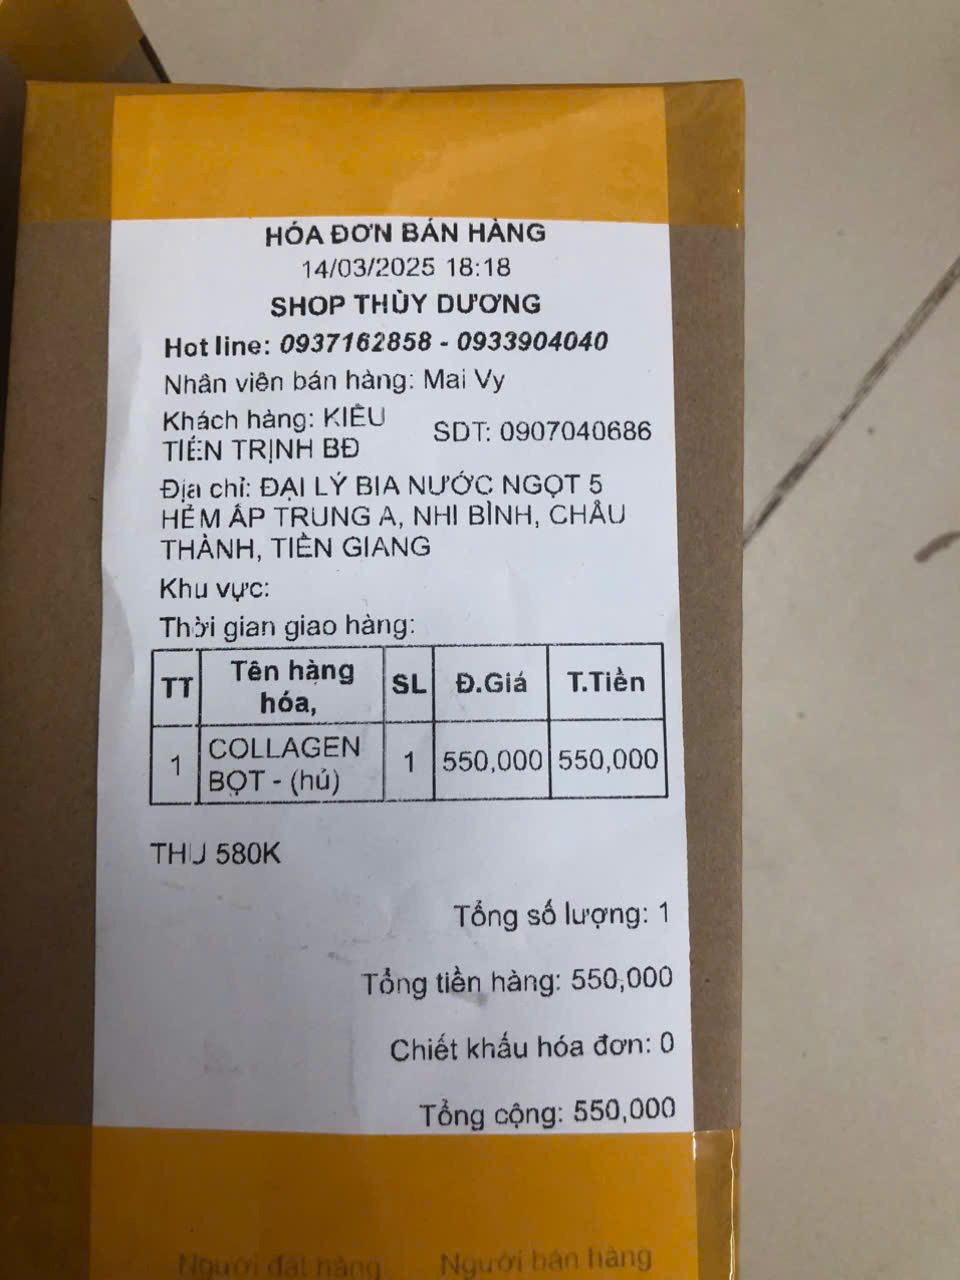 HÓA ĐƠN BÁN HÀNG
14/03/2025 18:18
SHOP THÙY DƯƠNG
Hot line: 0937162858 - 0933904040
Nhân viên bán hàng: Mai Vy
Khách hàng: KIỀU TIẾN TRỊNH BĐ
SDT: 0907040686
Địa chỉ: ĐẠI LÝ BIA NƯỚC NGỌT 5
HẺM ẤP TRUNG A, NHI BÌNH, CHÂU
THÀNH, TIỀN GIANG
Khu vực:
Thời gian giao hàng:
TT Tên hàng hóa, SL Đ.Giá T.Tiền
1 COLLAGEN BỘT - (hủ) 1 550,000 550,000
THU 580K
Tổng số lượng: 1
Tổng tiền hàng: 550,000
Chiết khấu hóa đơn: 0
Tổng cộng: 550,000
Người đặt hàng Người bán hàng